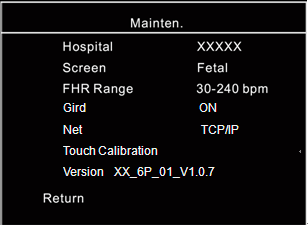 Mainten.
Hospital XXXXX
Screen Fetal
FHR Range 30-240 bpm
Gird ON
Net TCP/IP
Touch Calibration
Version XX_6P_01_V1.0.7
Return